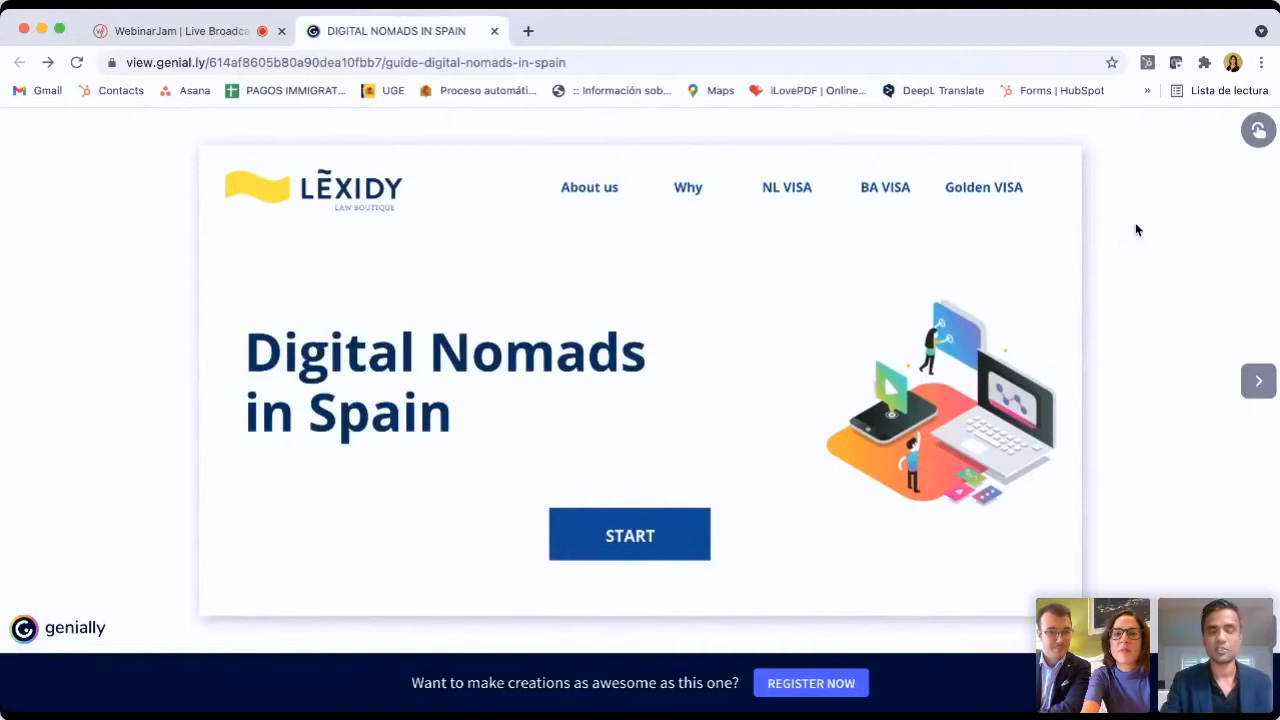 WebinarJam | Live Broadca
DIGITAL NOMADS IN SPAIN
view.genial.ly/614af8605b80a90dea10fbb7/guide-digital-nomads-in-spain
Gmail
Contacts
Asana
PAGOS IMMIGRAT...
UGE
Proceso automáti...
:: Información sob...
Maps
iLovePDF | Online...
DeepL Translate
Forms | HubSpot
»
Lista de lectura
LĒXIDY
LAW BOUTIQUE
About us
Why
NL VISA
BA VISA
Golden VISA
Digital Nomads
in Spain
START
genially
Want to make creations as awesome as this one?
REGISTER NOW